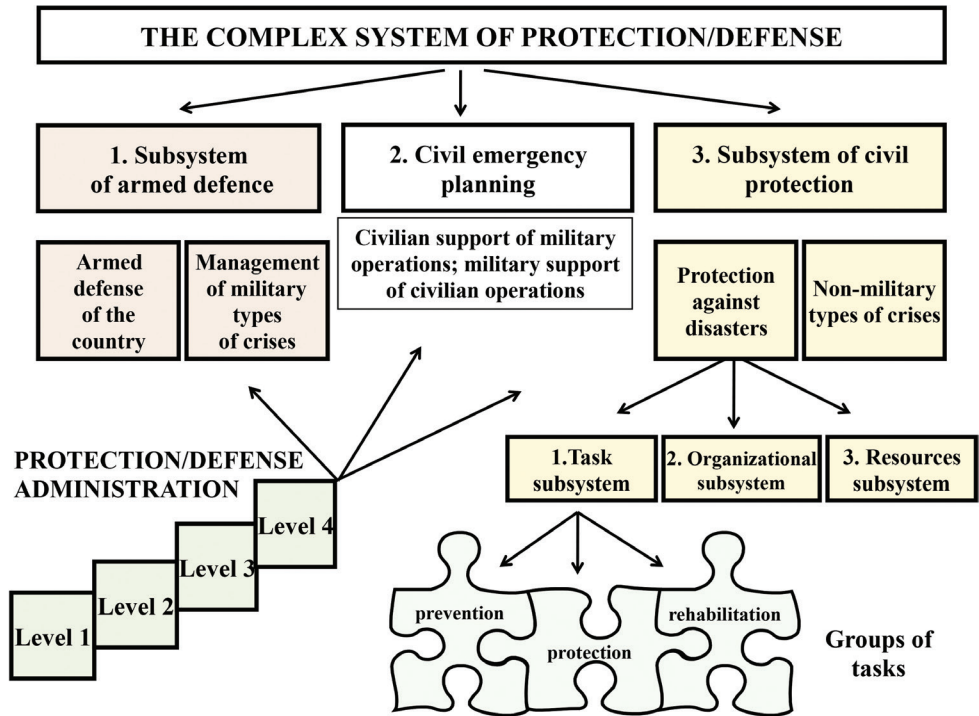 THE COMPLEX SYSTEM OF PROTECTION/DEFENSE
1. Subsystem
of armed defence
2. Civil emergency
planning
3. Subsystem of civil
protection
Armed
defense
of the
country
Management
of military
types
of crises
Civilian support of military
operations; military support
of civilian operations
Protection
against
disasters
Non-military
types of crises
PROTECTION/DEFENSE
ADMINISTRATION
Level 4
Level 3
Level 2
Level 1
1.Task
subsystem
2. Organizational
subsystem
3. Resources
subsystem
prevention
protection
rehabilitation
Groups of
tasks